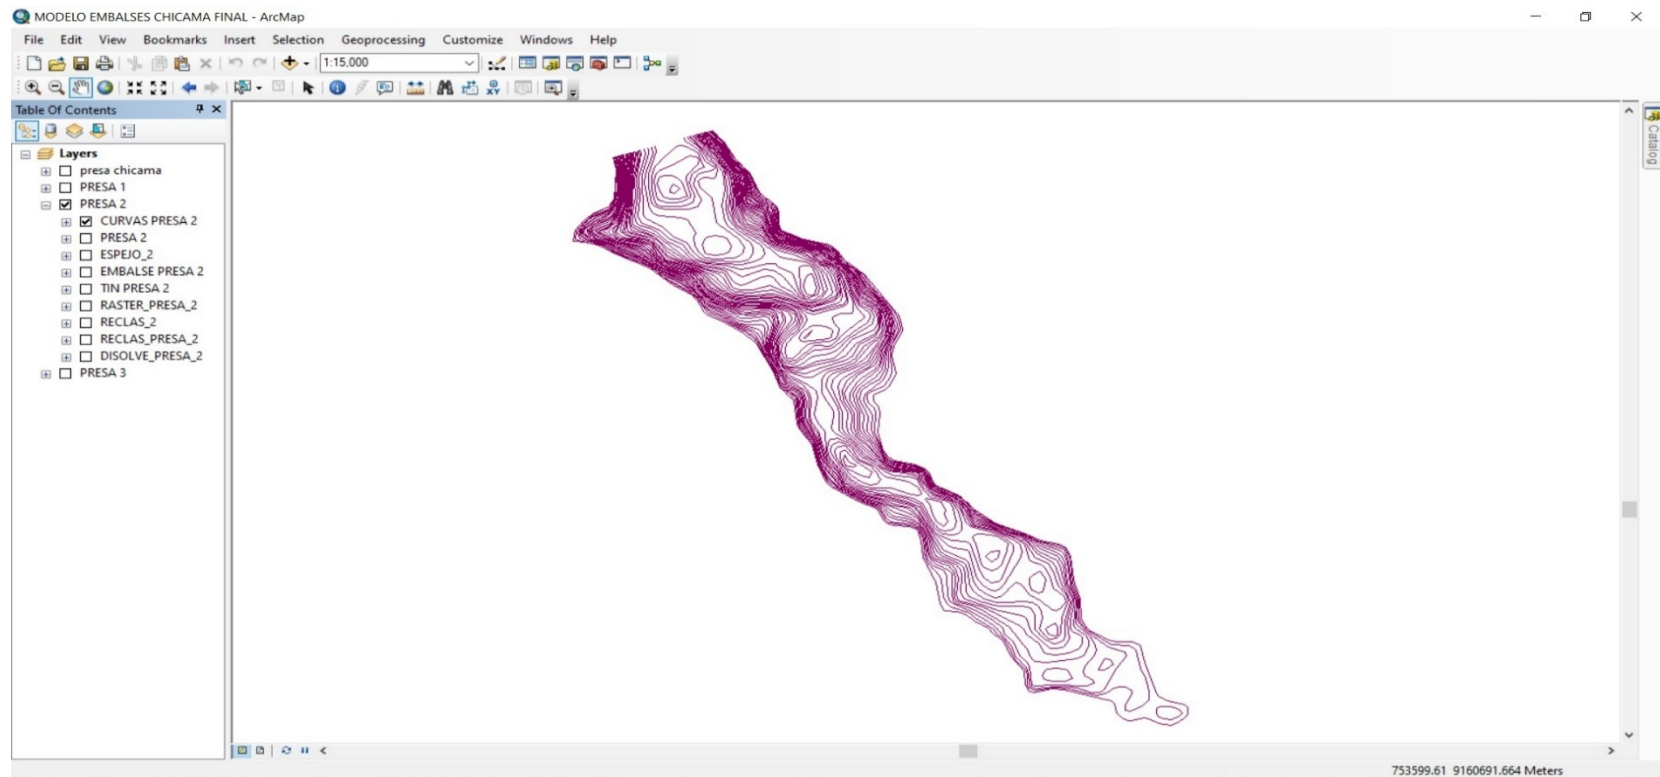 MODELO EMBALSES CHICAMA FINAL - ArcMap
File Edit View Bookmarks Insert Selection Geoprocessing Customize Windows Help
1:15,000
Table Of Contents
Layers
presa chicama
PRESA 1
PRESA 2
CURVAS PRESA 2
PRESA 2
ESPEJO_2
EMBALSE PRESA 2
TIN PRESA 2
RASTER_PRESA_2
RECLAS_2
RECLAS_PRESA_2
DISOLVE_PRESA_2
PRESA 3
Catalog
753599.61 9160691.664 Meters